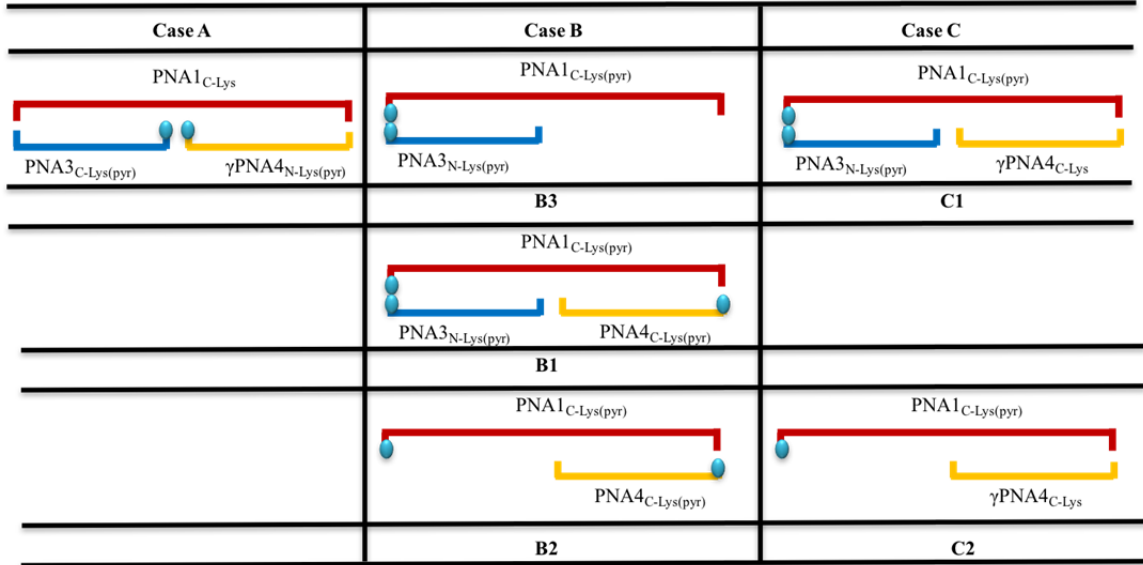 Case A Case B Case C
PNA1C-Lys PNA1C-Lys(pyr) PNA1C-Lys(pyr)
PNA3C-Lys(pyr) γPNA4N-Lys(pyr) PNA3N-Lys(pyr) PNA3N-Lys(pyr) γPNA4C-Lys
B3 C1
PNA1C-Lys(pyr)
PNA3N-Lys(pyr) PNA4C-Lys(pyr)
B1
PNA1C-Lys(pyr) PNA1C-Lys(pyr)
PNA4C-Lys(pyr) γPNA4C-Lys
B2 C2